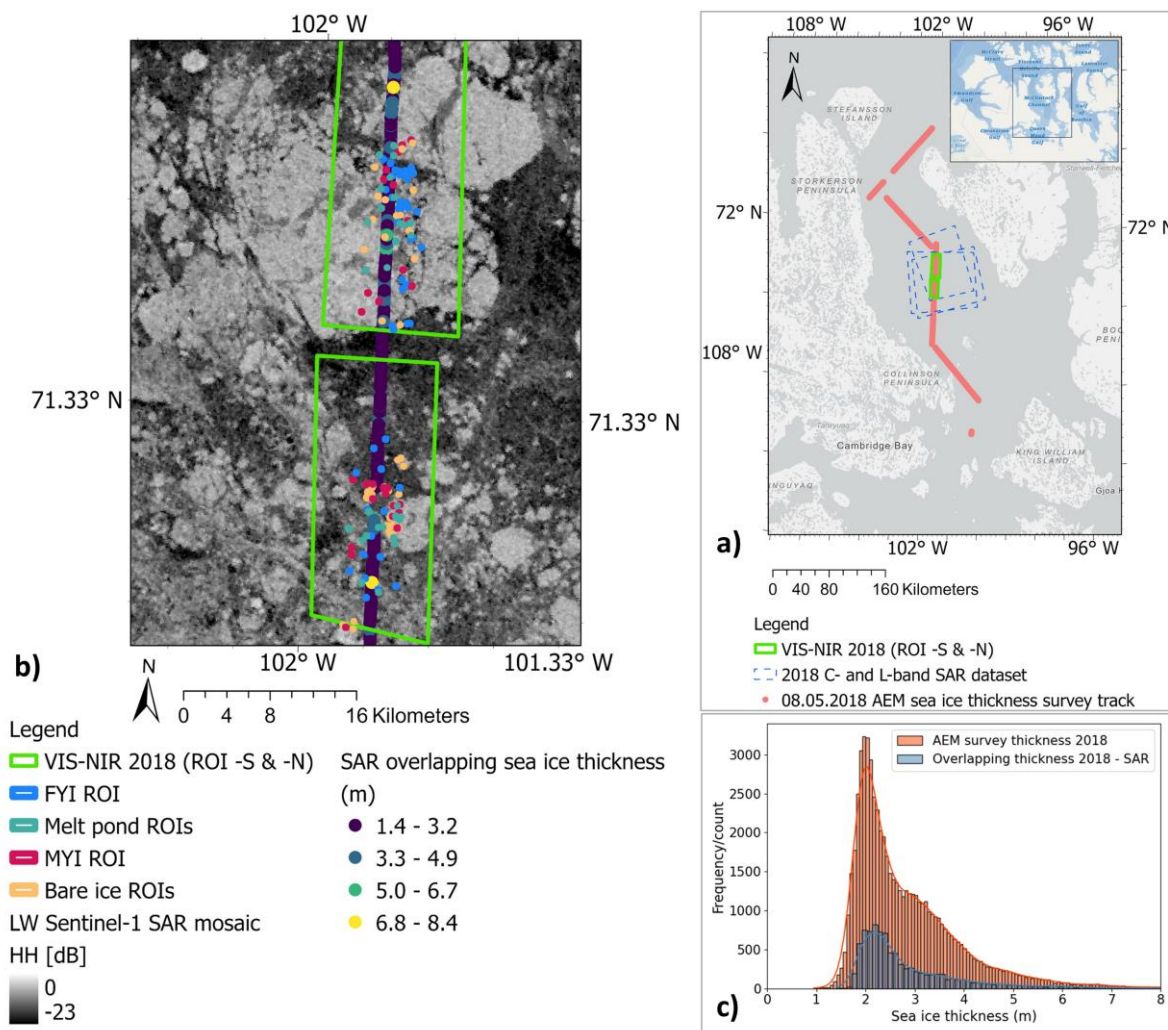 102° W
71.33° N
71.33° N
102° W
101.33° W
b)
N
0 4 8 16 Kilometers
Legend
VIS-NIR 2018 (ROI -S & -N)
FYI ROI
Melt pond ROIs
MYI ROI
Bare ice ROIs
LW Sentinel-1 SAR mosaic
HH [dB]
0
-23
SAR overlapping sea ice thickness
(m)
1.4 - 3.2
3.3 - 4.9
5.0 - 6.7
6.8 - 8.4
108° W 102° W 96° W
N
STEFANSSON
ISLAND
STORKERSON
PENINSULA
72° N
72° N
108° W
COLLINSON
PENINSULA
Cambridge Bay
KING WILLIAM
ISLAND
Gjoa H
BOO
PENI
INGUYAQ
a)
102° W 96° W
0 40 80 160
Kilometers
Legend
VIS-NIR 2018 (ROI -S & -N)
2018 C- and L-band SAR dataset
08.05.2018 AEM sea ice thickness survey track
AEM survey thickness 2018
Overlapping thickness 2018 - SAR
Frequency/count
3000
2500
2000
1500
1000
500
0
0 1 2 3 4 5 6 7 8
Sea ice thickness (m)
c)